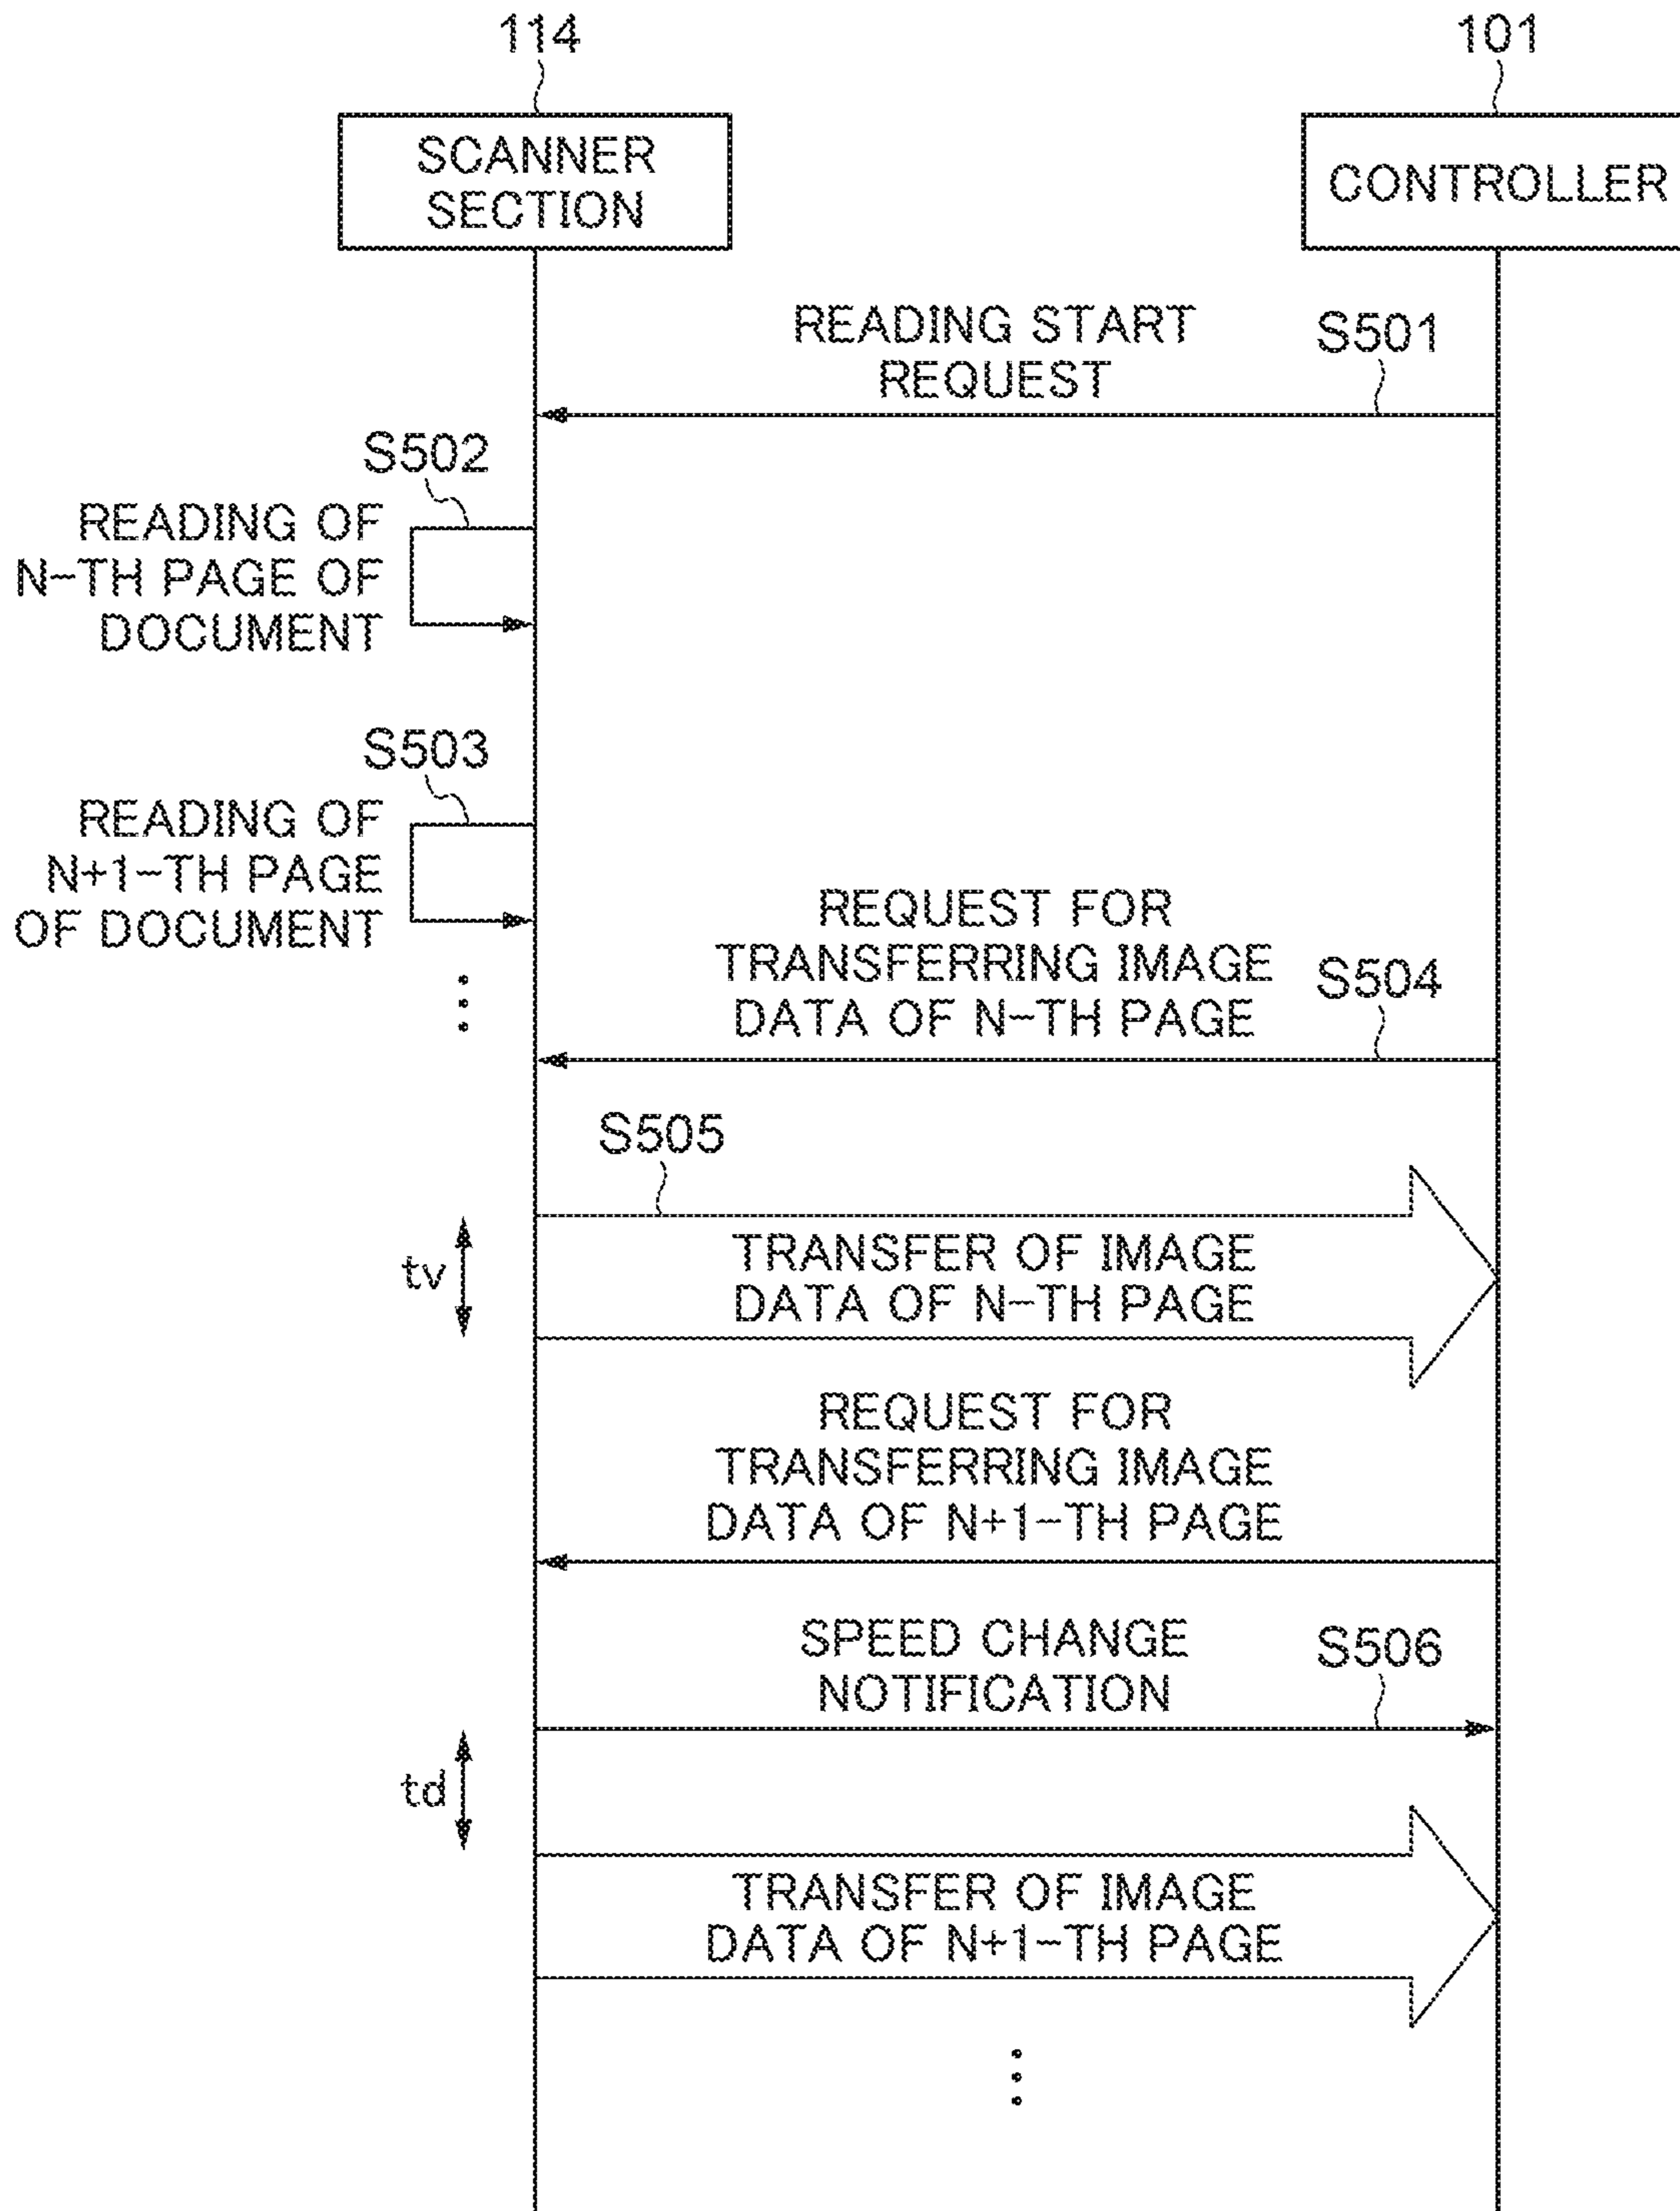 114
101
SCANNER
SECTION
CONTROLLER
READING START
REQUEST
S501
S502
READING OF
N-TH PAGE OF
DOCUMENT
S503
READING OF
N+1-TH PAGE
OF DOCUMENT
REQUEST FOR
TRANSFERRING IMAGE
DATA OF N-TH PAGE
S504
S505
tv
TRANSFER OF IMAGE
DATA OF N-TH PAGE
REQUEST FOR
TRANSFERRING IMAGE
DATA OF N+1-TH PAGE
SPEED CHANGE
NOTIFICATION
S506
td
TRANSFER OF IMAGE
DATA OF N+1-TH PAGE